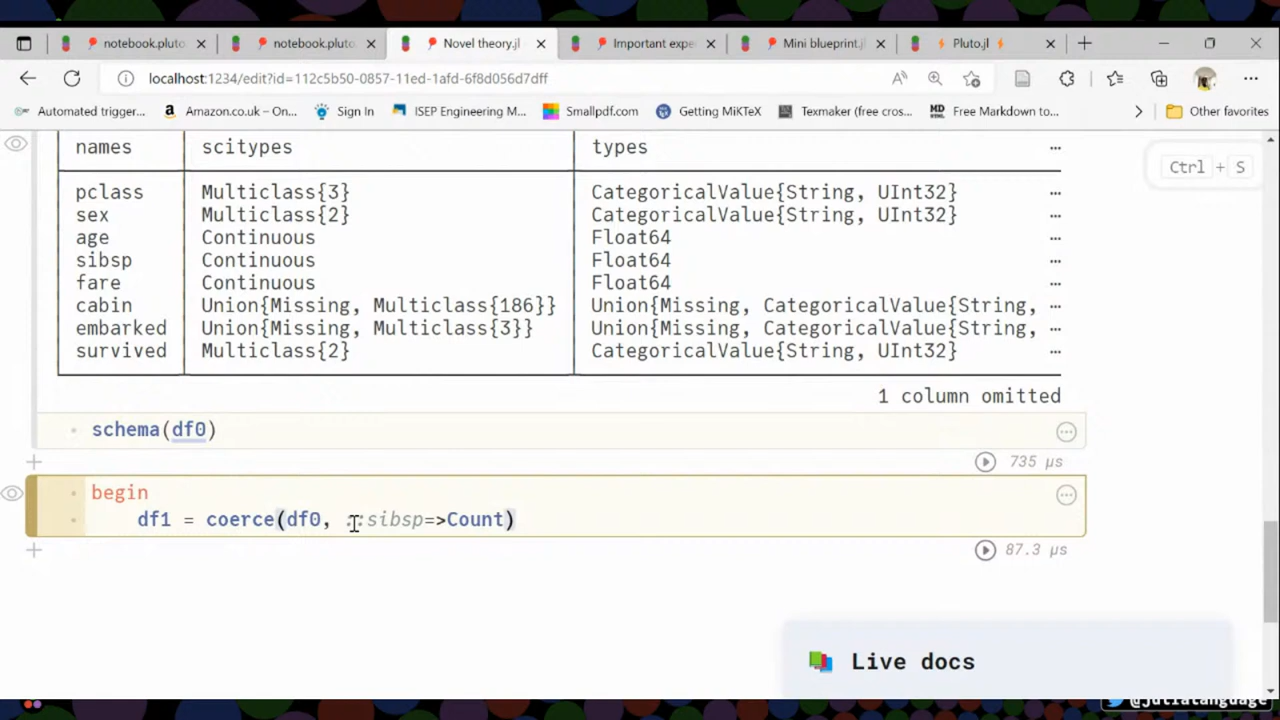 notebook.pluto
notebook.pluto
Novel theory.jl
Important expe
Mini blueprint.jl
Pluto.jl
localhost:1234/edit?id=112c5b50-0857-11ed-1afd-6f8d056d7dff
Automated trigger...
Amazon.co.uk – On...
Sign In
ISEP Engineering M...
Smallpdf.com
Getting MiKTeX
Texmaker (free cros...
Free Markdown to...
Other favorites
Ctrl + S
names scitypes types …
pclass Multiclass{3} CategoricalValue{String, UInt32} …
sex Multiclass{2} CategoricalValue{String, UInt32} …
age Continuous Float64 …
sibsp Continuous Float64 …
fare Continuous Float64 …
cabin Union{Missing, Multiclass{186}} Union{Missing, CategoricalValue{String, …
embarked Union{Missing, Multiclass{3}} Union{Missing, CategoricalValue{String, …
survived Multiclass{2} CategoricalValue{String, UInt32} …
1 column omitted
schema(df0)
735 μs
begin
df1 = coerce(df0, :sibsp=>Count)
87.3 μs
Live docs
@julialanguage